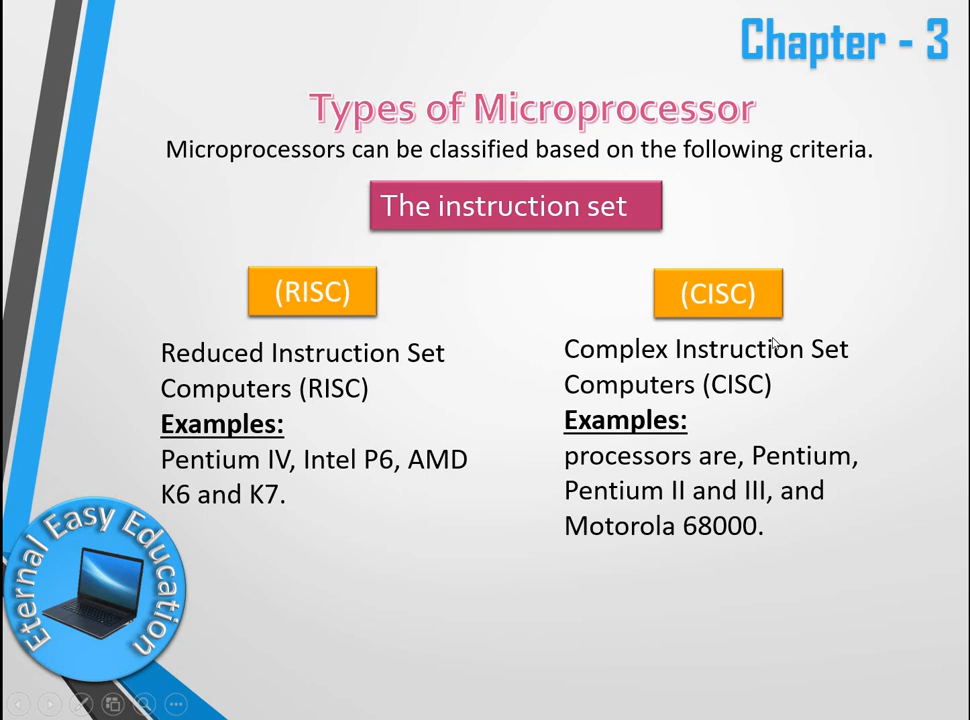 Chapter - 3
Types of Microprocessor
Microprocessors can be classified based on the following criteria.
The instruction set
(RISC)
Reduced Instruction Set
Computers (RISC)
Examples:
Pentium IV, Intel P6, AMD
K6 and K7.
(CISC)
Complex Instruction Set
Computers (CISC)
Examples:
processors are, Pentium,
Pentium II and III, and
Motorola 68000.
Eternal Easy Education